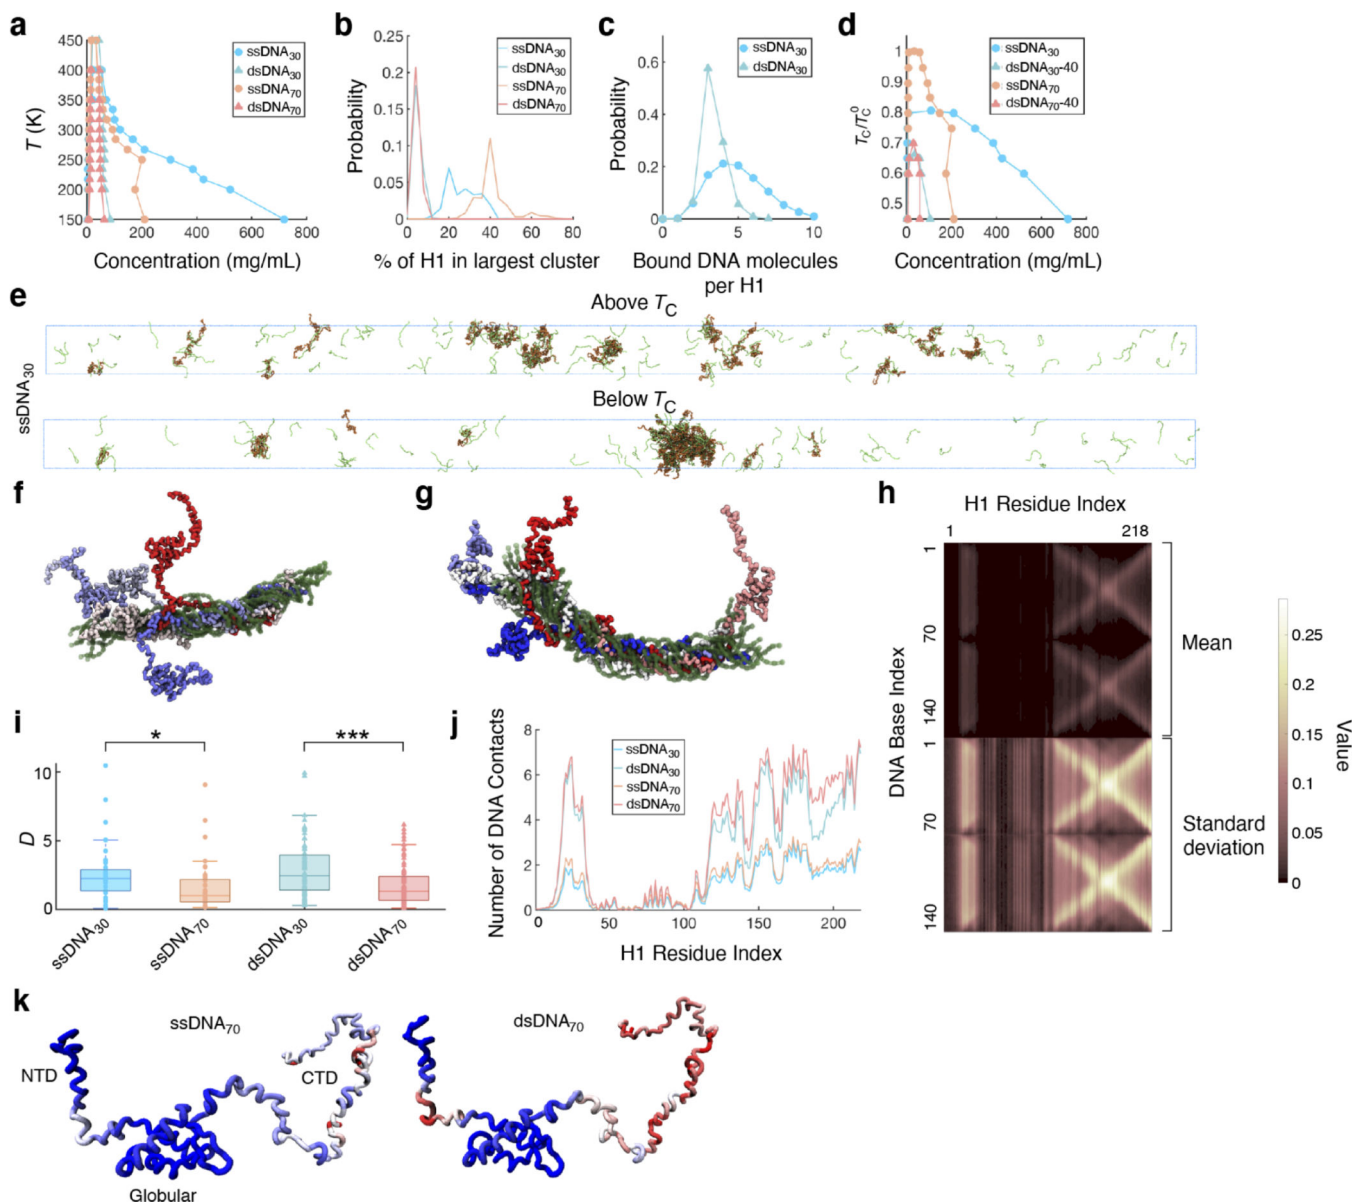 a
b
c
d
450
400
350
300
250
200
150
T (K)
0
200
400
600
800
Concentration (mg/mL)
ssDNA30
dsDNA30
ssDNA70
dsDNA70
0.25
0.2
0.15
0.1
0.05
0
Probability
0
20
40
60
80
% of H1 in largest cluster
ssDNA30
dsDNA30
ssDNA70
dsDNA70
0.6
0.4
0.2
0
Probability
0
5
10
Bound DNA molecules
per H1
ssDNA30
dsDNA30
1
0.9
0.8
0.7
0.6
0.5
TC/TC0
0
200
400
600
800
Concentration (mg/mL)
ssDNA30
dsDNA30-40
ssDNA70
dsDNA70-40
e
Above TC
ssDNA30
Below TC
f
g
h
H1 Residue Index
1
218
1
70
140
1
70
140
DNA Base Index
Mean
Standard
deviation
0.25
0.2
0.15
0.1
0.05
0
Value
i
*
***
10
5
0
D
ssDNA30
ssDNA70
dsDNA30
dsDNA70
j
8
6
4
2
0
Number of DNA Contacts
0
50
100
150
200
H1 Residue Index
ssDNA30
dsDNA30
ssDNA70
dsDNA70
k
ssDNA70
dsDNA70
NTD
CTD
Globular